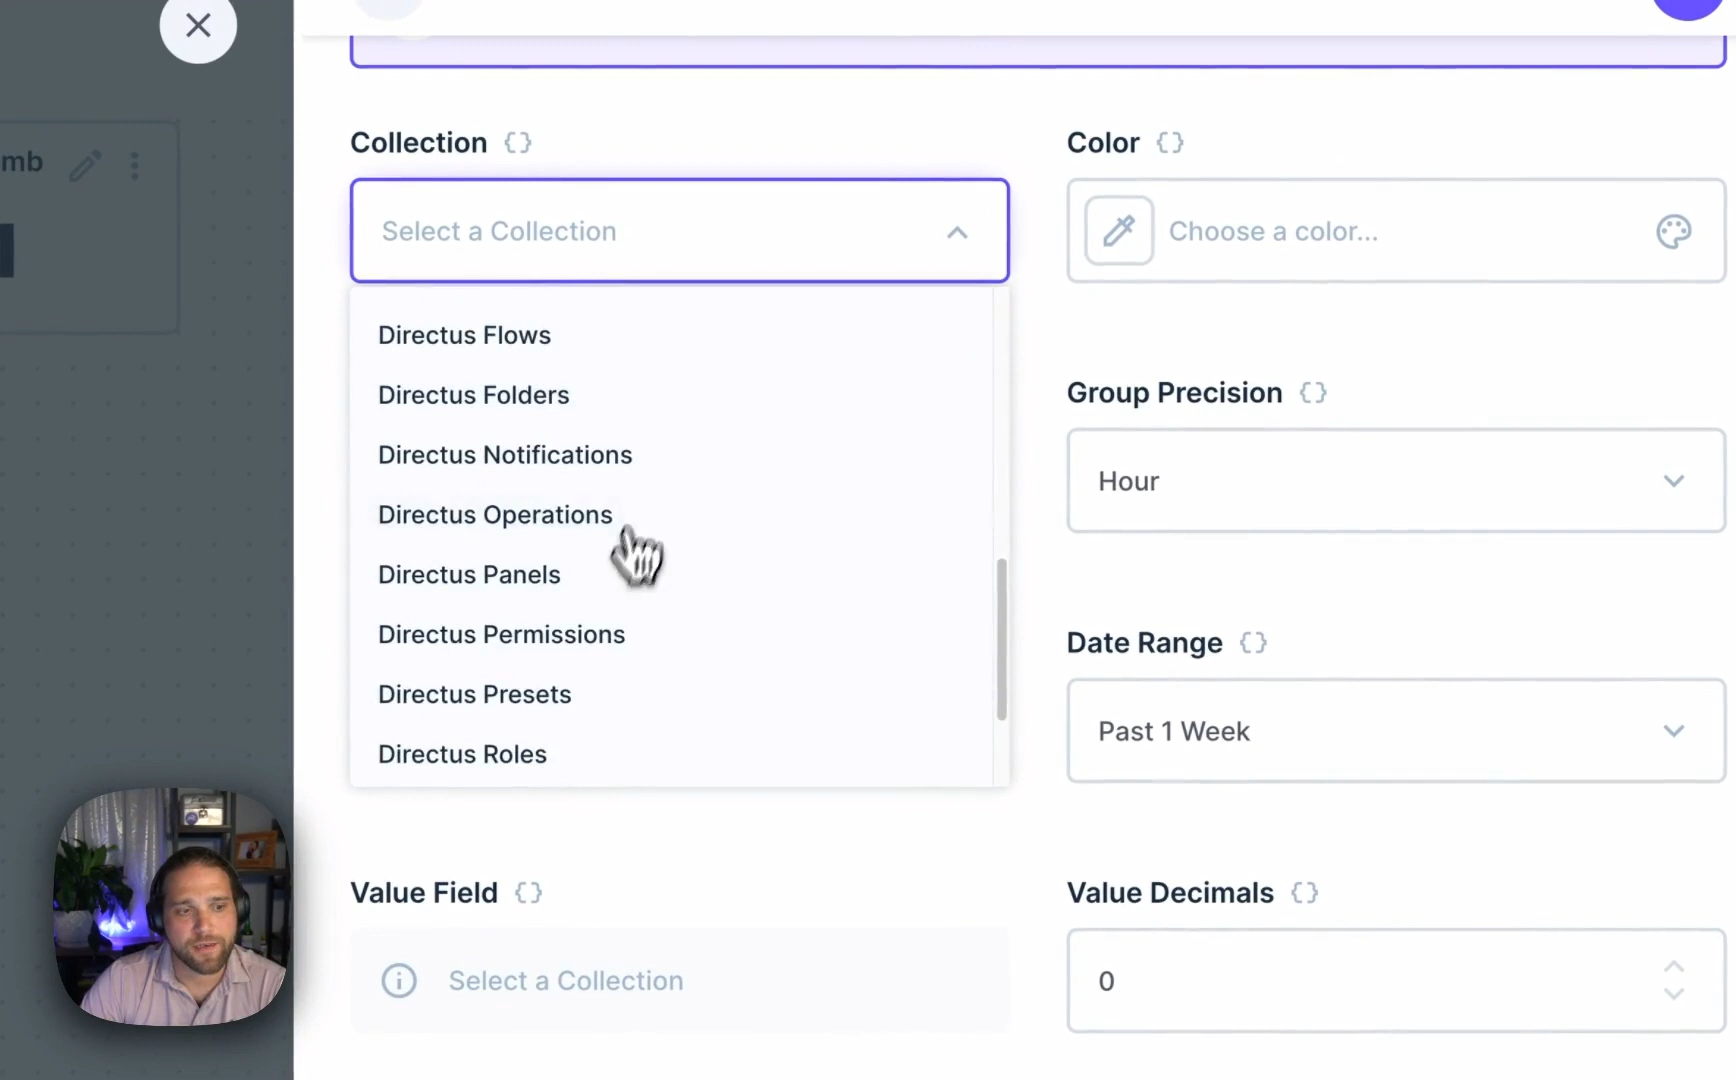 mb
Collection
Color
Select a Collection
Choose a color...
Directus Flows
Directus Folders
Group Precision
Directus Notifications
Hour
Directus Operations
Directus Panels
Directus Permissions
Date Range
Directus Presets
Past 1 Week
Directus Roles
Value Field
Value Decimals
Select a Collection
0